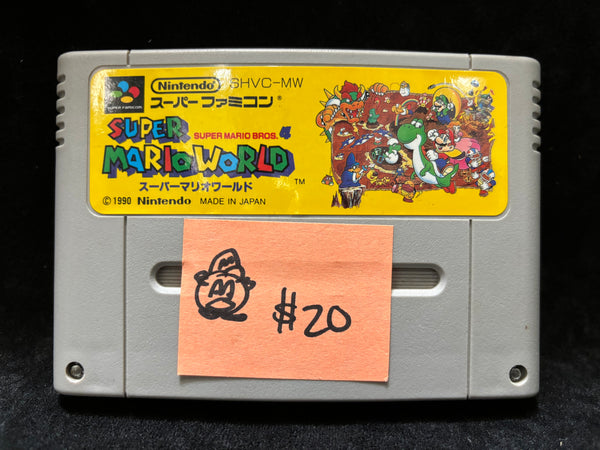 SUPER FAMICOM
Nintendo SHVC-MW
スーパーファミコン®
SUPER MARIO BROS. 4
SUPER
MARIO WORLD
スーパーマリオワールド ™
©1990 Nintendo MADE IN JAPAN
M
$20